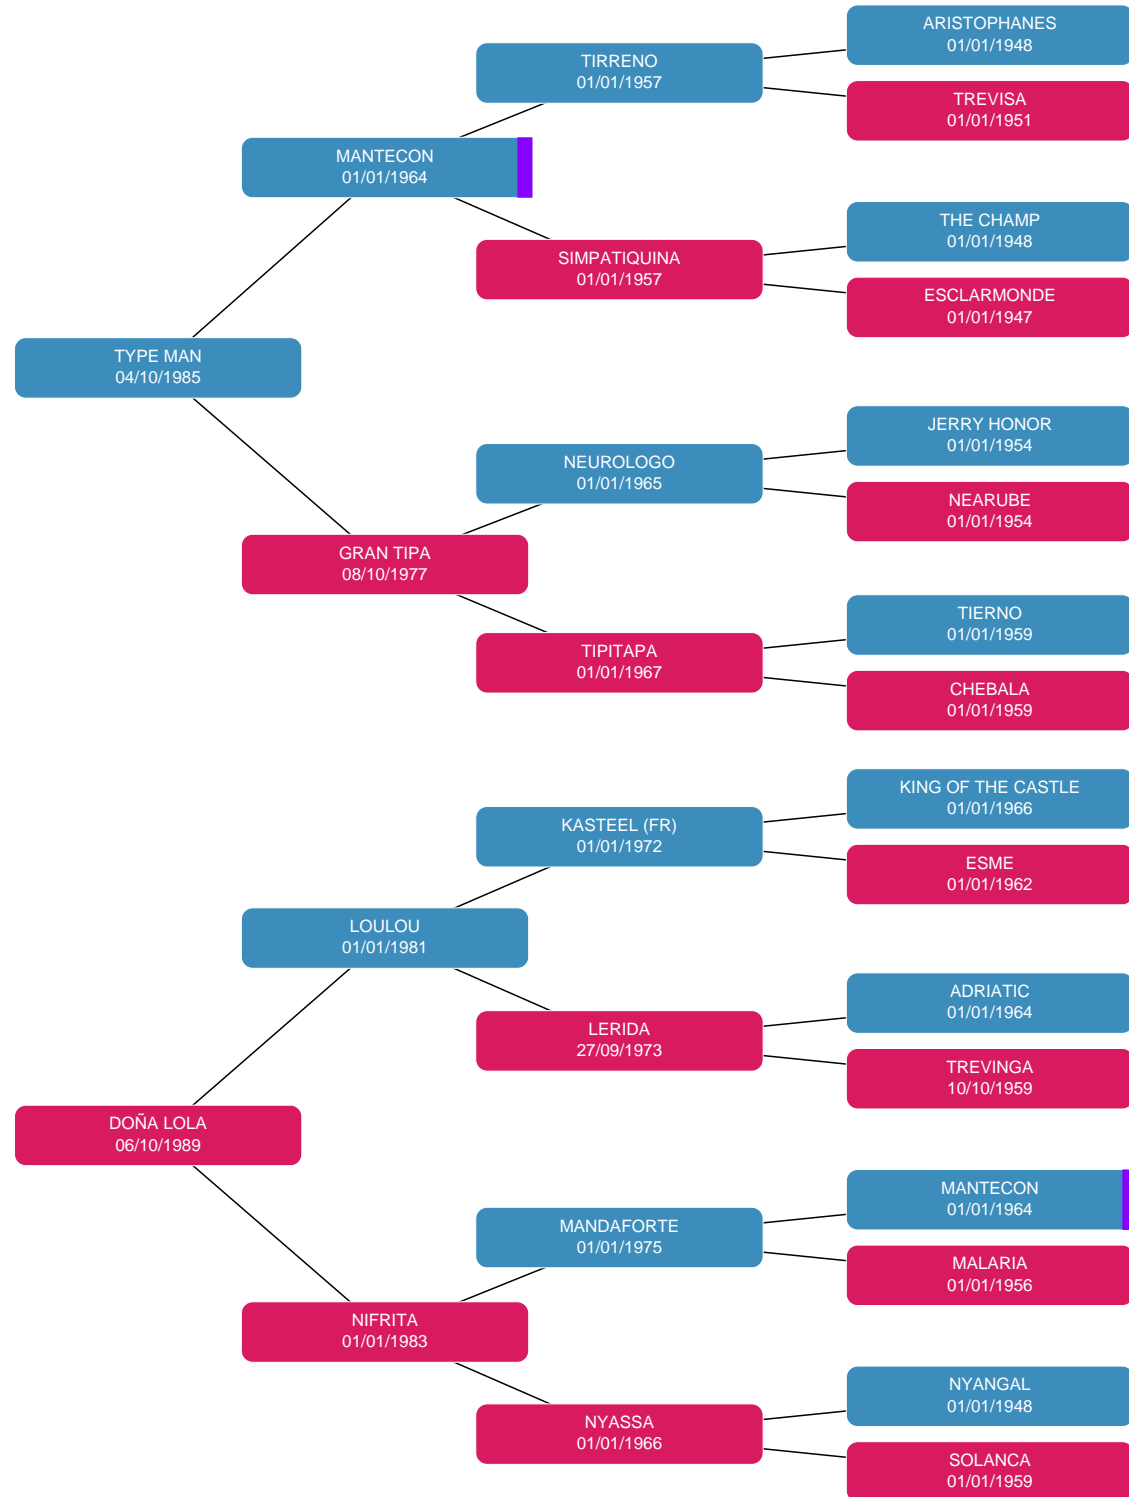 ARISTOPHANES
01/01/1948
TIRRENO
01/01/1957
TREVISA
01/01/1951
MANTECON
01/01/1964
THE CHAMP
01/01/1948
SIMPATIQUINA
01/01/1957
ESCLARMONDE
01/01/1947
TYPE MAN
04/10/1985
JERRY HONOR
01/01/1954
NEUROLOGO
01/01/1965
NEARUBE
01/01/1954
GRAN TIPA
08/10/1977
TIERNO
01/01/1959
TIPITAPA
01/01/1967
CHEBALA
01/01/1959
KING OF THE CASTLE
01/01/1966
KASTEEL (FR)
01/01/1972
ESME
01/01/1962
LOULOU
01/01/1981
ADRIATIC
01/01/1964
LERIDA
27/09/1973
TREVINGA
10/10/1959
DOÑA LOLA
06/10/1989
MANTECON
01/01/1964
MANDAFORTE
01/01/1975
MALARIA
01/01/1956
NIFRITA
01/01/1983
NYANGAL
01/01/1948
NYASSA
01/01/1966
SOLANCA
01/01/1959